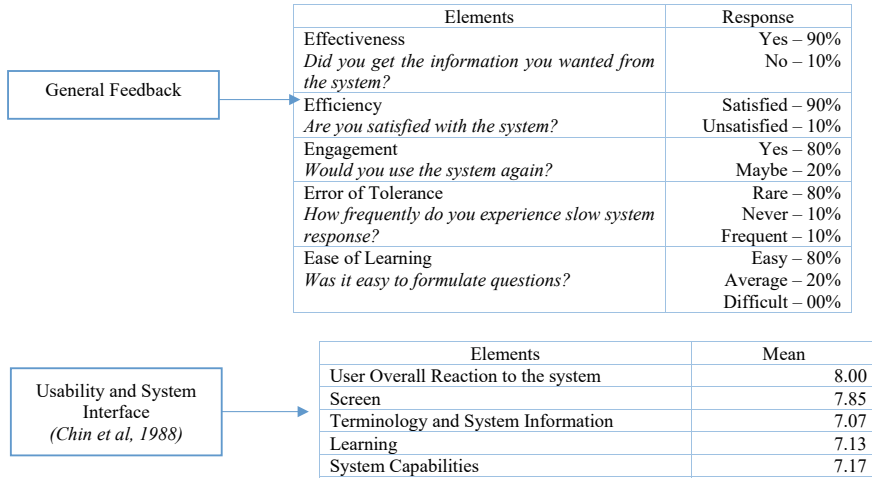 General Feedback
Elements Response
Effectiveness Yes – 90%
Did you get the information you wanted from No – 10%
the system?
Efficiency Satisfied – 90%
Are you satisfied with the system? Unsatisfied – 10%
Engagement Yes – 80%
Would you use the system again? Maybe – 20%
Error of Tolerance Rare – 80%
How frequently do you experience slow system Never – 10%
response? Frequent – 10%
Ease of Learning Easy – 80%
Was it easy to formulate questions? Average – 20%
Difficult – 00%
Usability and System
Interface
(Chin et al, 1988)
Elements Mean
User Overall Reaction to the system 8.00
Screen 7.85
Terminology and System Information 7.07
Learning 7.13
System Capabilities 7.17